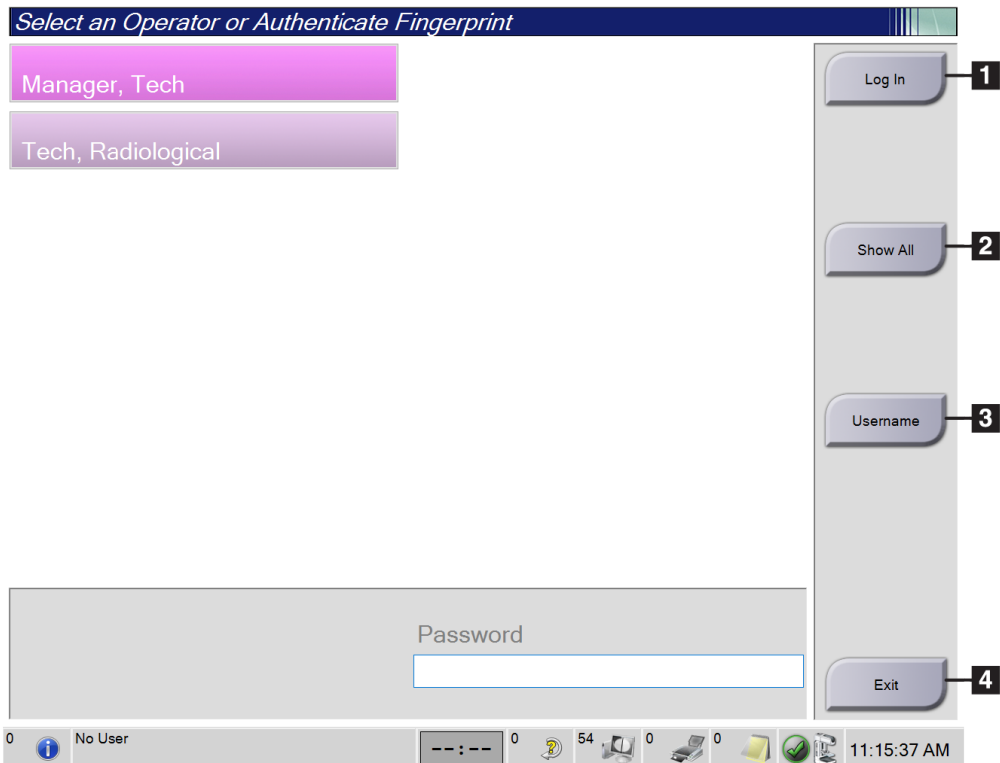 Select an Operator or Authenticate Fingerprint
Manager, Tech
Log In
1
Tech, Radiological
Show All
2
Username
3
Password
Exit
4
0
No User
--:--
0
54
0
0
11:15:37 AM